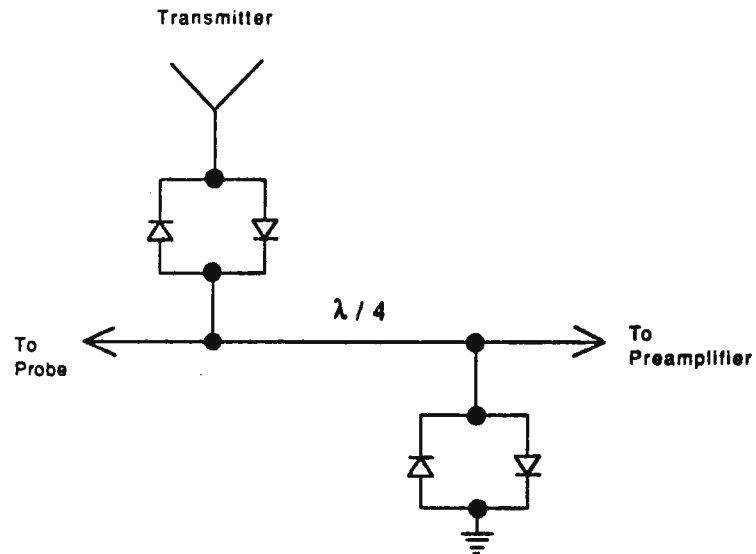 Transmitter
λ / 4
To
Probe
To
Preamplifier